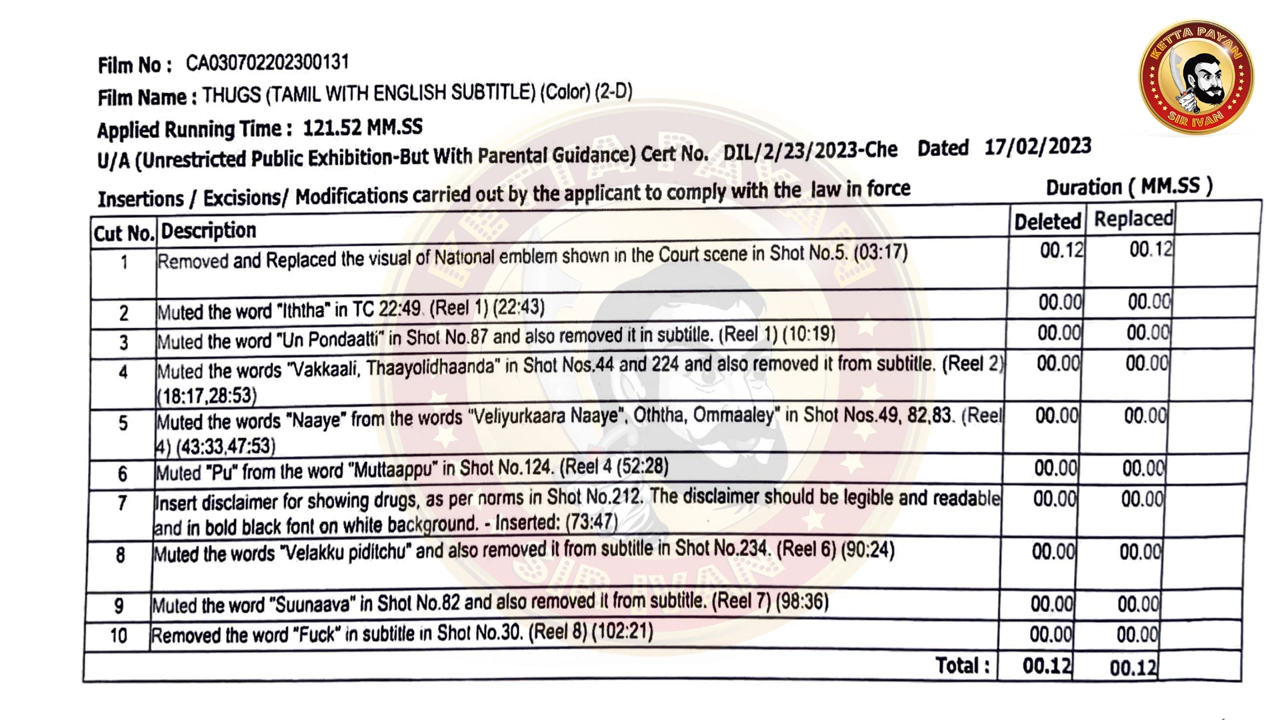 KETTA PAYAN
SIR IVAN
Film No : CA030702202300131
Film Name : THUGS (TAMIL WITH ENGLISH SUBTITLE) (Color) (2-D)
Applied Running Time : 121.52 MM.SS
U/A (Unrestricted Public Exhibition-But With Parental Guidance) Cert No. DIL/2/23/2023-Che Dated 17/02/2023
Insertions / Excisions/ Modifications carried out by the applicant to comply with the law in force Duration ( MM.SS )
Cut No. Description Deleted Replaced
1 Removed and Replaced the visual of National emblem shown in the Court scene in Shot No.5. (03:17) 00.12 00.12
2 Muted the word "Iththa" in TC 22:49. (Reel 1) (22:43) 00.00 00.00
3 Muted the word "Un Pondaatti" in Shot No.87 and also removed it in subtitle. (Reel 1) (10:19) 00.00 00.00
4 Muted the words "Vakkaali, Thaayolidhaanda" in Shot Nos.44 and 224 and also removed it from subtitle. (Reel 2) 00.00 00.00
(18:17,28:53)
5 Muted the words "Naaye" from the words "Veliyurkaara Naaye", Oththa, Ommaaley" in Shot Nos.49, 82,83. (Reel 00.00 00.00
4) (43:33,47:53)
6 Muted "Pu" from the word "Muttaappu" in Shot No.124. (Reel 4 (52:28) 00.00 00.00
7 Insert disclaimer for showing drugs, as per norms in Shot No.212. The disclaimer should be legible and readable 00.00 00.00
and in bold black font on white background. - Inserted: (73:47)
8 Muted the words "Velakku piditchu" and also removed it from subtitle in Shot No.234. (Reel 6) (90:24) 00.00 00.00
9 Muted the word "Suunaava" in Shot No.82 and also removed it from subtitle. (Reel 7) (98:36) 00.00 00.00
10 Removed the word "Fuck" in subtitle in Shot No.30. (Reel 8) (102:21) 00.00 00.00
Total : 00.12 00.12
KETTA PAYAN
SIR IVAN